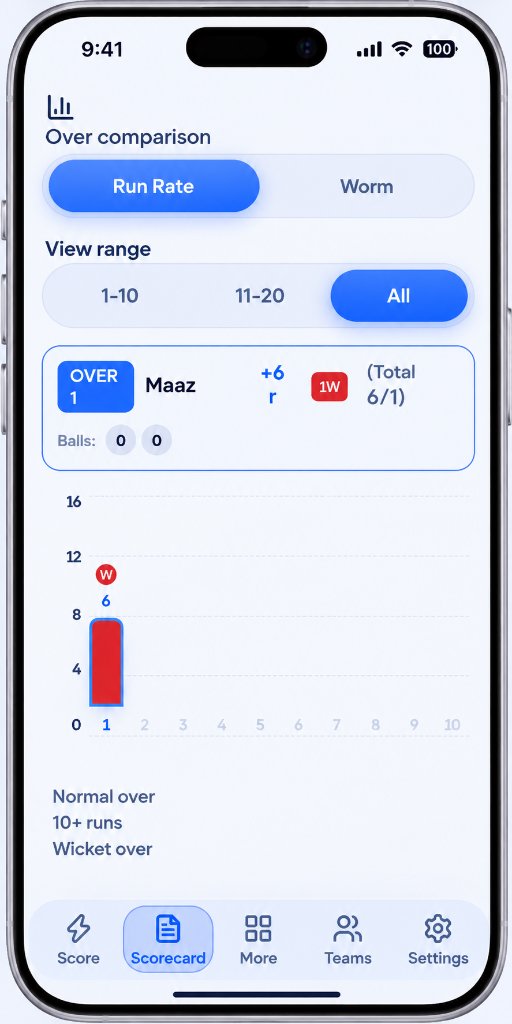 9:41
100
Over comparison
Run Rate Worm
View range
1-10 11-20 All
OVER 1 Maaz +6 r 1W (Total 6/1)
Balls: 0 0
16
12
W
6
8
4
0 1 2 3 4 5 6 7 8 9 10
Normal over
10+ runs
Wicket over
Score Scorecard More Teams Settings